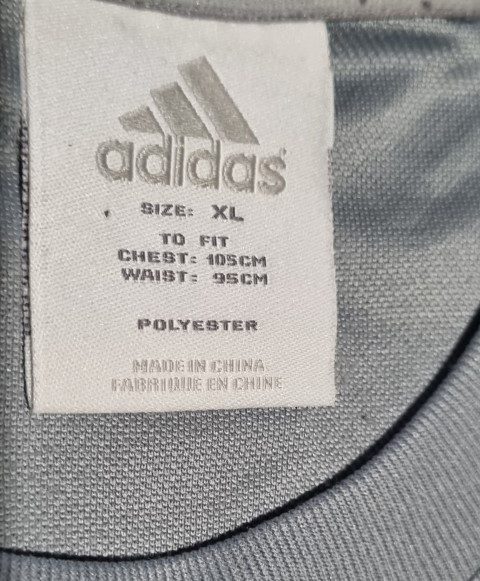 adidas
SIZE: XL
TO FIT
CHEST: 105CM
WAIST: 95CM
POLYESTER
MADE IN CHINA
FABRIQUE EN CHINE